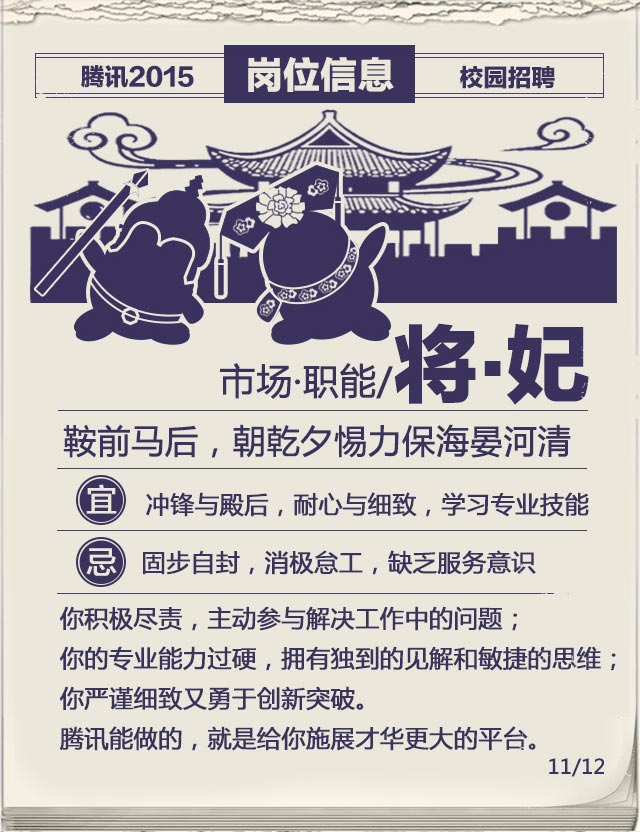 腾讯2015 岗位信息 校园招聘
市场·职能/将·妃
鞍前马后，朝乾夕惕力保海晏河清
宜 冲锋与殿后，耐心与细致，学习专业技能
忌 固步自封，消极怠工，缺乏服务意识
你积极尽责，主动参与解决工作中的问题；
你的专业能力过硬，拥有独到的见解和敏捷的思维；
你严谨细致又勇于创新突破。
腾讯能做的，就是给你施展才华更大的平台。
11/12